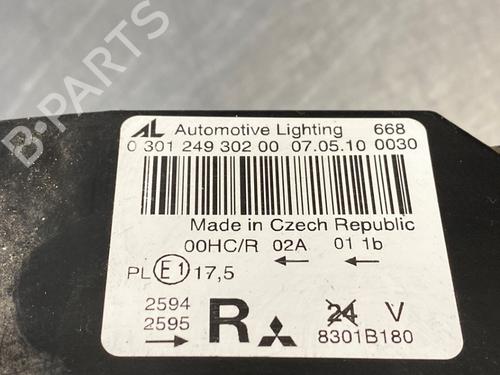 B-PARTS
AL Automotive Lighting 668
0 301 249 302 00 07.05.10 0030
Made in Czech Republic
00HC/R 02A 01 1b
PL E1 17,5
2594
2595
R
24 V
8301B180